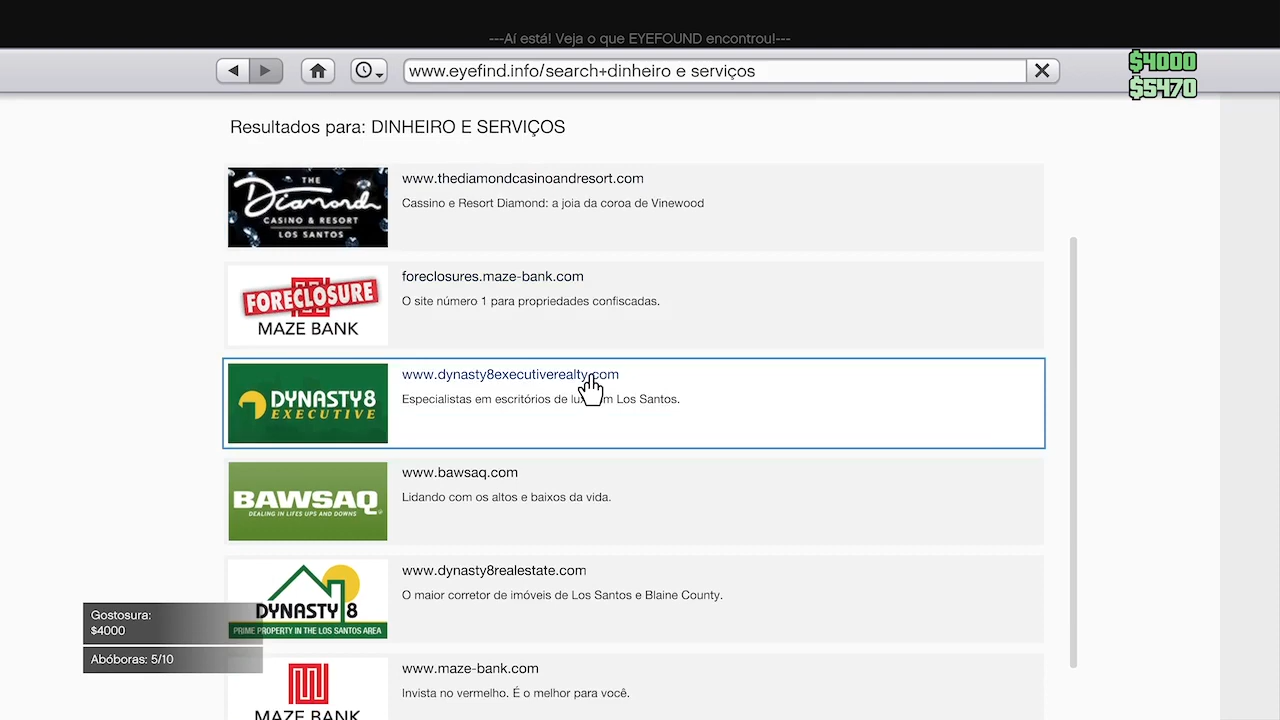 ---Aí está! Veja o que EYEFOUND encontrou!---
www.eyefind.info/search+dinheiro e serviços
$4000
$5470
Resultados para: DINHEIRO E SERVIÇOS
THE
Diamond
CASINO & RESORT
LOS SANTOS
www.thediamondcasinoandresort.com
Cassino e Resort Diamond: a joia da coroa de Vinewood
FORECLOSURE
MAZE BANK
foreclosures.maze-bank.com
O site número 1 para propriedades confiscadas.
DYNASTY8
EXECUTIVE
www.dynasty8executiverealty.com
Especialistas em escritórios de luxo em Los Santos.
BAWSAQ
DEALING IN LIFES UPS AND DOWNS
www.bawsaq.com
Lidando com os altos e baixos da vida.
DYNASTY 8
PRIME PROPERTY IN THE LOS SANTOS AREA
www.dynasty8realestate.com
O maior corretor de imóveis de Los Santos e Blaine County.
Gostosura:
$4000
Abóboras: 5/10
MAZE BANK
www.maze-bank.com
Invista no vermelho. É o melhor para você.